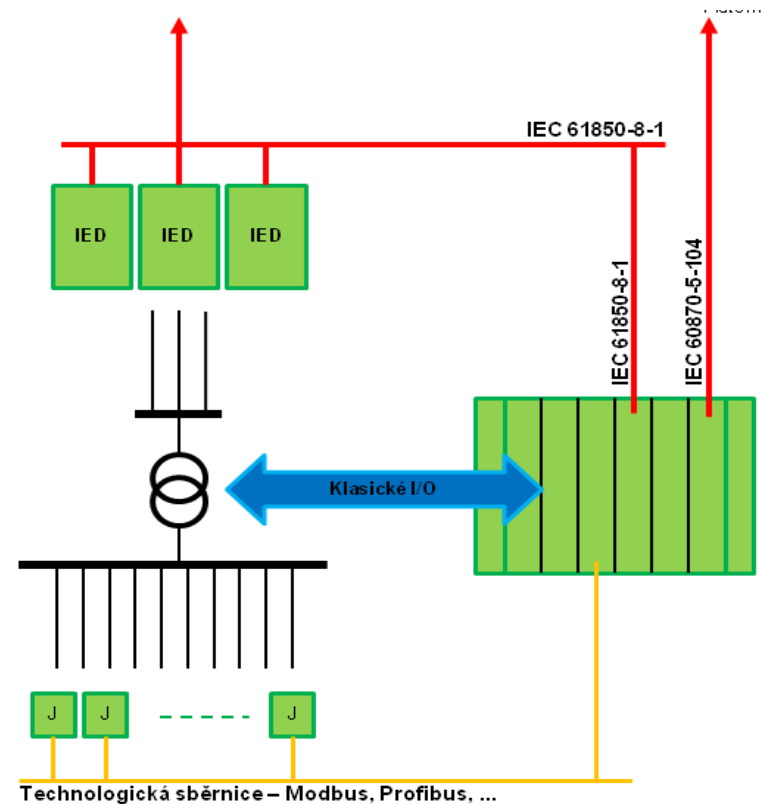 IEC 61850-8-1
IED
IED
IED
IEC 61850-8-1
IEC 60870-5-104
Klasické I/O
J
J
J
Technologická sběrnice – Modbus, Profibus, ...